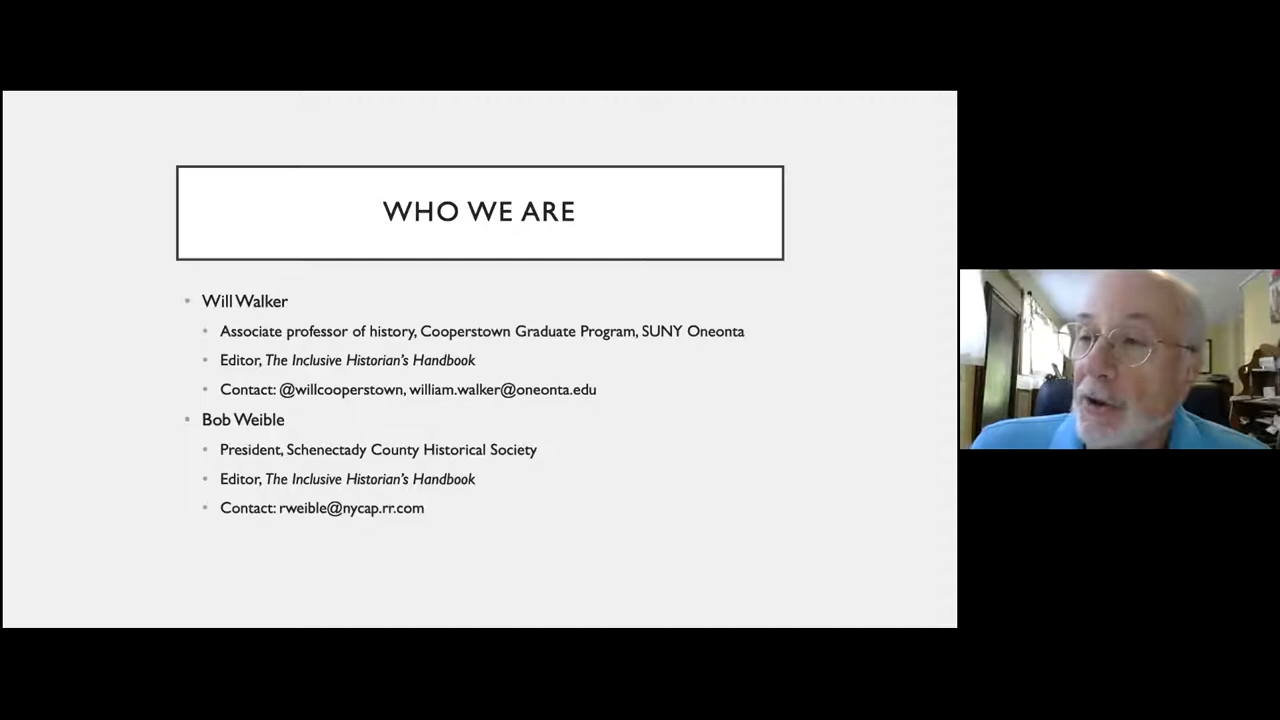 WHO WE ARE
Will Walker
Associate professor of history, Cooperstown Graduate Program, SUNY Oneonta
Editor, The Inclusive Historian's Handbook
Contact: @willcooperstown, william.walker@oneonta.edu
Bob Weible
President, Schenectady County Historical Society
Editor, The Inclusive Historian's Handbook
Contact: rweible@nycap.rr.com